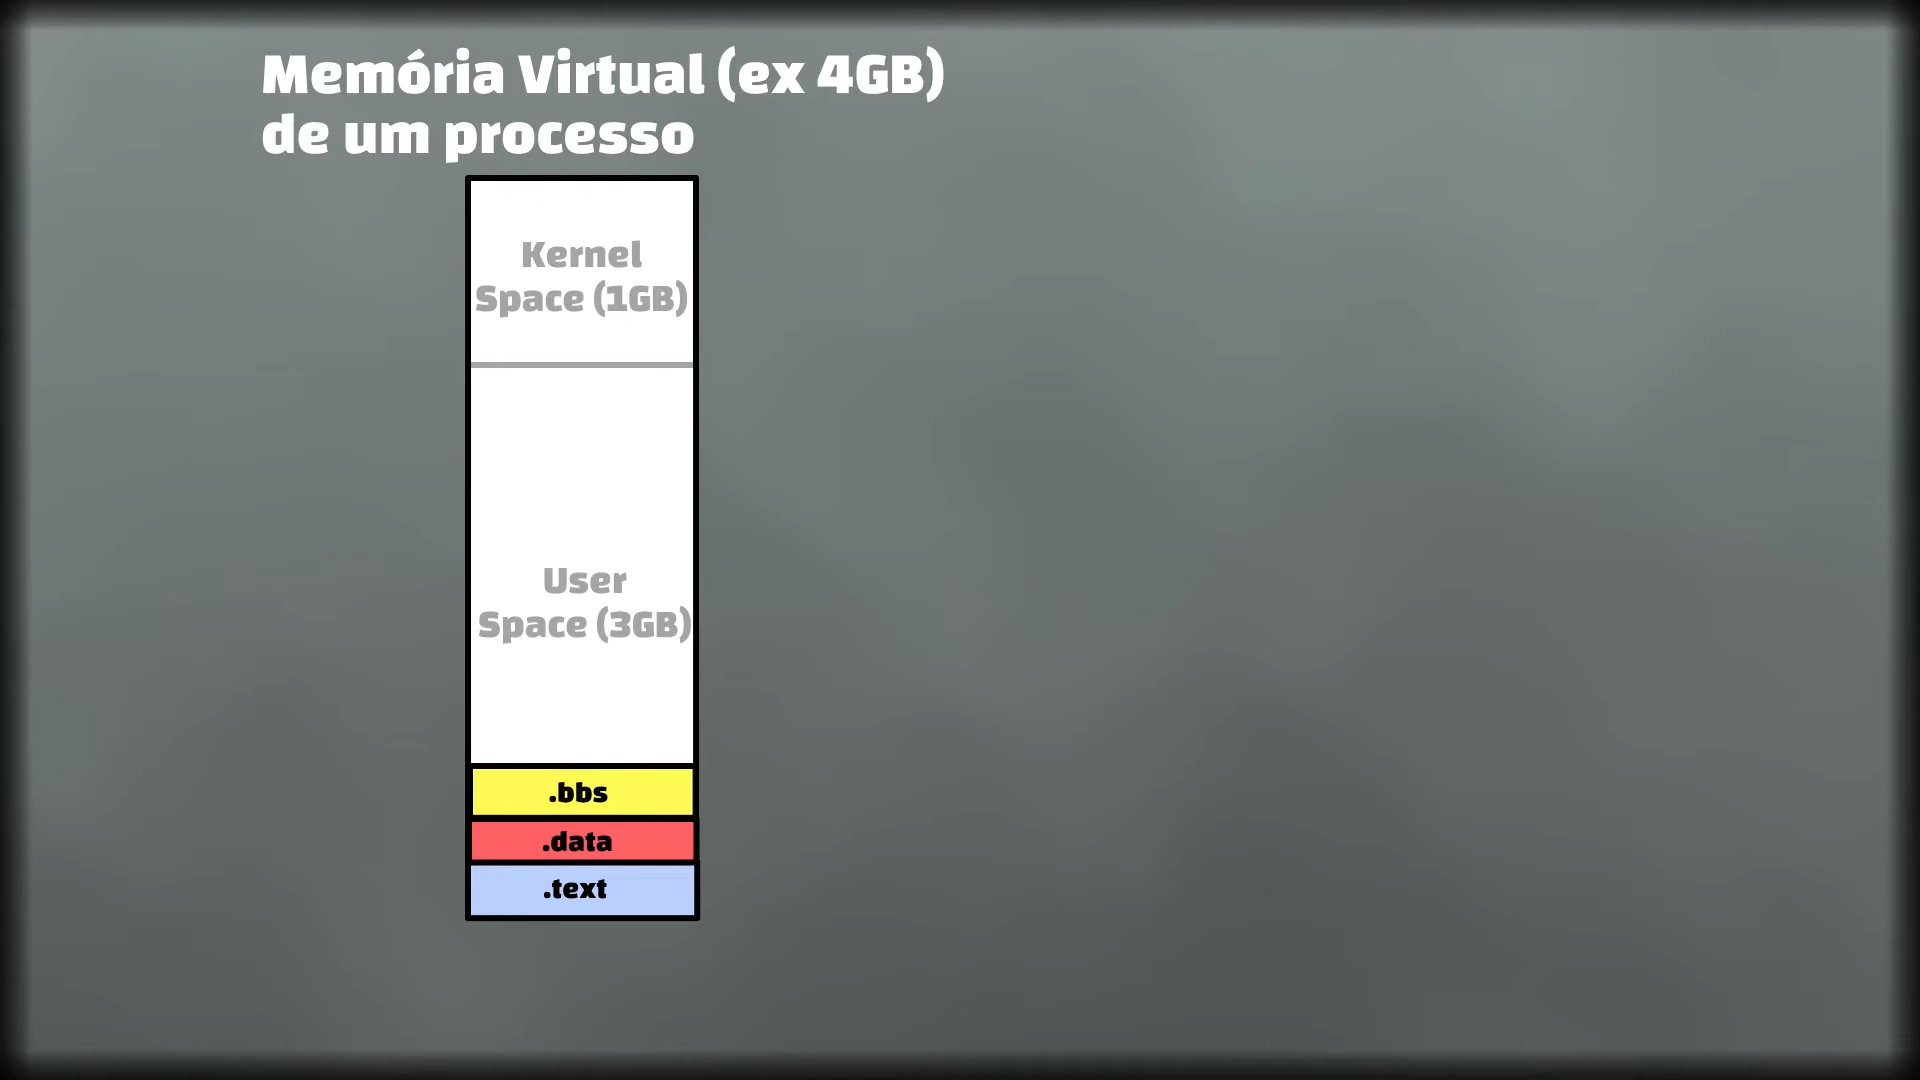 Memória Virtual (ex 4GB)
de um processo
Kernel
Space (1GB)
User
Space (3GB)
.bbs
.data
.text